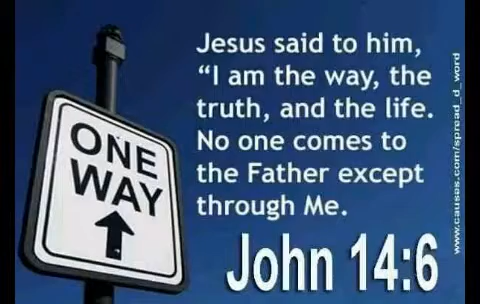 Jesus said to him,
“I am the way, the
truth, and the life.
No one comes to
the Father except
through Me.
John 14:6
ONE
WAY
www.causes.com/spread_d_word